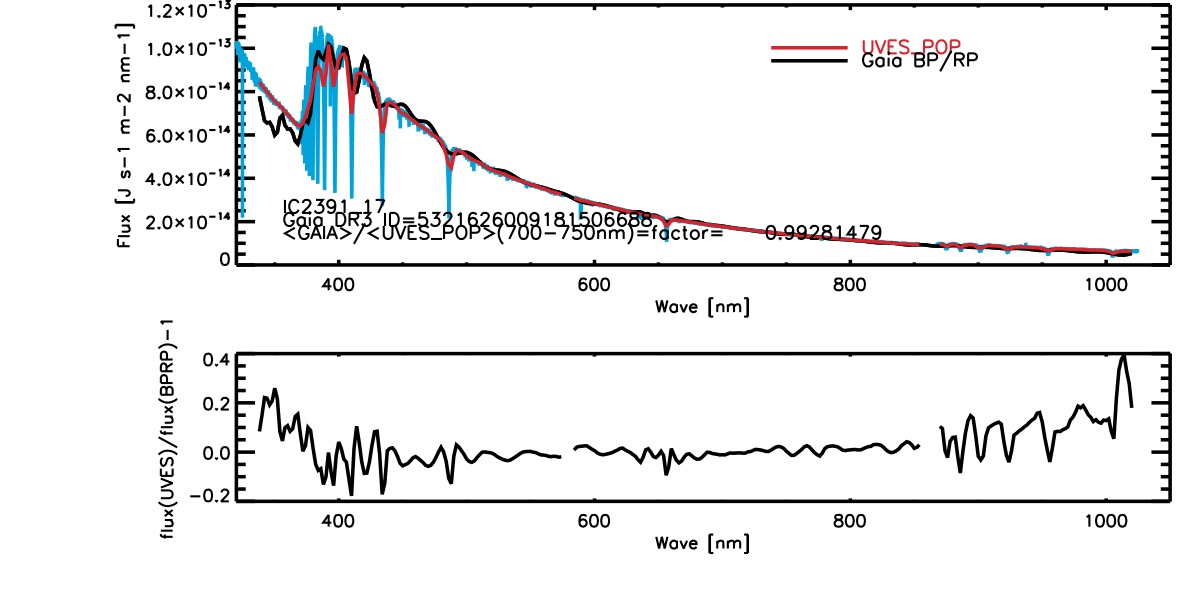 1.2×10−13
1.0×10−13
8.0×10−14
6.0×10−14
4.0×10−14
2.0×10−14
0
Flux [J s−1 m−2 nm−1]
UVES_POP
Gaia BP/RP
IC2391_17
Gaia DR3 ID=5321626009181506688
<GAIA>/<UVES_POP>(700−750nm)=factor= 0.99281479
400 600 800 1000
Wave [nm]
flux(UVES)/flux(BPRP)−1
0.4
0.2
0.0
−0.2
400 600 800 1000
Wave [nm]